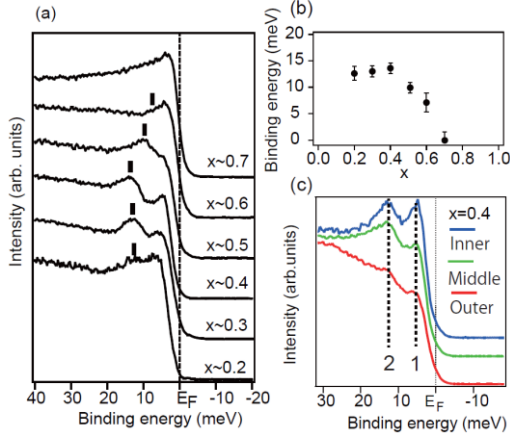 (a)
Intensity (arb. units)
x~0.7
x~0.6
x~0.5
x~0.4
x~0.3
x~0.2
40 30 20 10 E_F -10 -20
Binding energy (meV)
(b)
Binding energy (meV)
20
15
10
5
0
0.0 0.2 0.4 0.6 0.8 1.0
x
(c)
Intensity (arb.units)
x=0.4
Inner
Middle
Outer
2 1
30 20 10 E_F -10
Binding energy (meV)